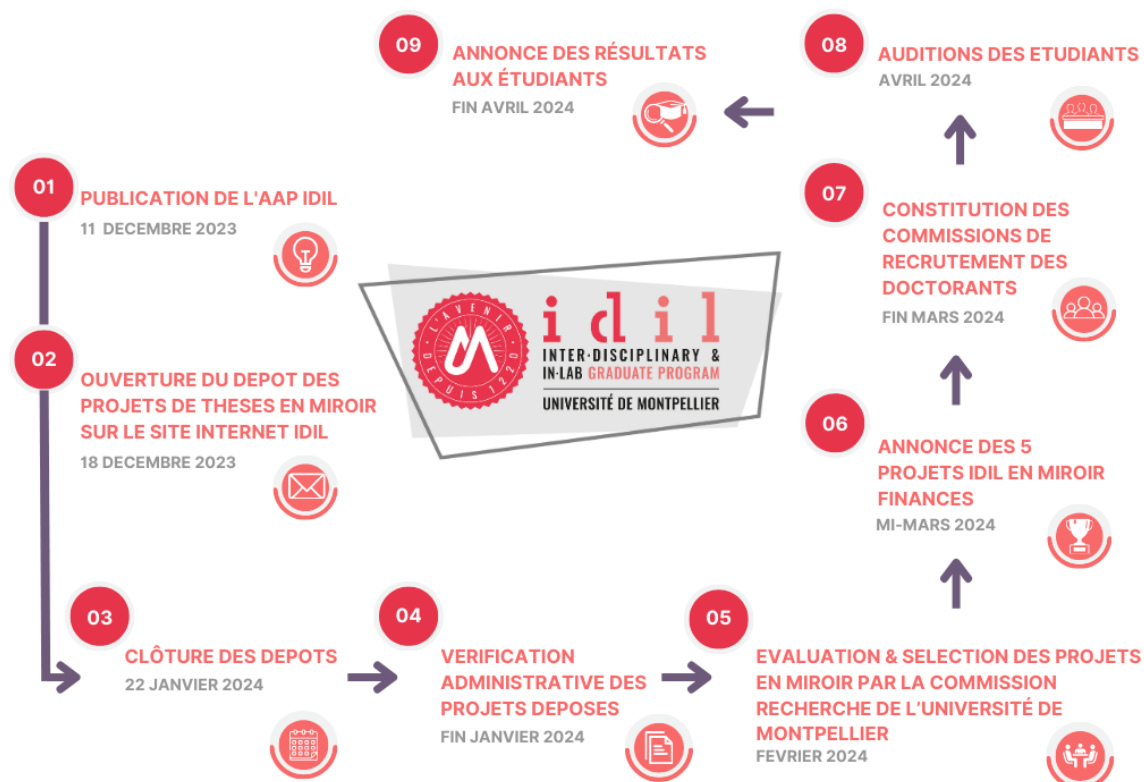 01
PUBLICATION DE L'AAP IDIL
11 DECEMBRE 2023
02
OUVERTURE DU DEPOT DES
PROJETS DE THESES EN MIROIR
SUR LE SITE INTERNET IDIL
18 DECEMBRE 2023
03
CLÔTURE DES DEPOTS
22 JANVIER 2024
04
VERIFICATION
ADMINISTRATIVE DES
PROJETS DEPOSES
FIN JANVIER 2024
05
EVALUATION & SELECTION DES PROJETS
EN MIROIR PAR LA COMMISSION
RECHERCHE DE L’UNIVERSITÉ DE
MONTPELLIER
FEVRIER 2024
06
ANNONCE DES 5
PROJETS IDIL EN MIROIR
FINANCES
MI-MARS 2024
07
CONSTITUTION DES
COMMISSIONS DE
RECRUTEMENT DES
DOCTORANTS
FIN MARS 2024
08
AUDITIONS DES ETUDIANTS
AVRIL 2024
09
ANNONCE DES RÉSULTATS
AUX ÉTUDIANTS
FIN AVRIL 2024
L'AVENIR
DEPUIS 1220
idil
INTER·DISCIPLINARY &
IN·LAB GRADUATE PROGRAM
UNIVERSITÉ DE MONTPELLIER